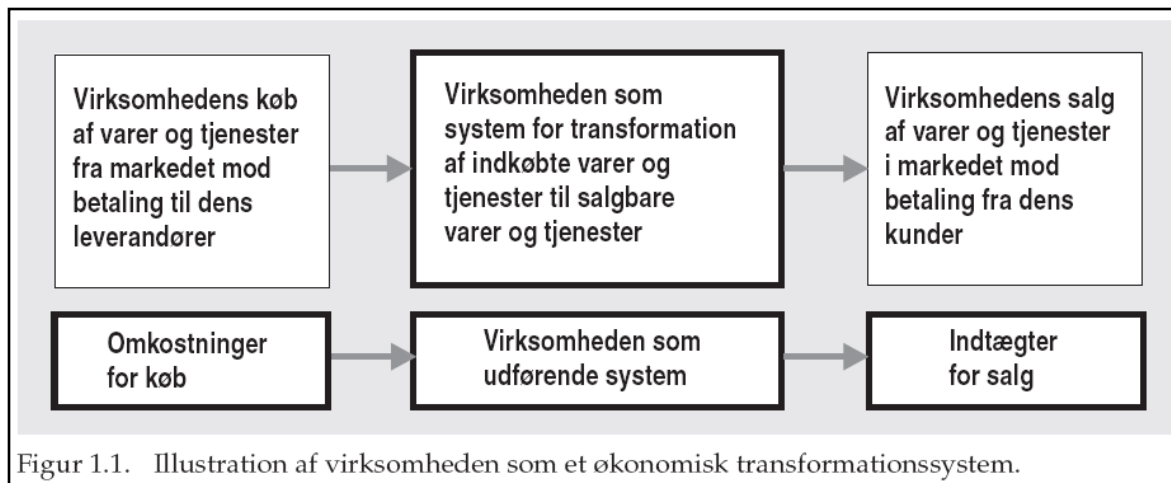 Virksomhedens køb
af varer og tjenester
fra markedet mod
betaling til dens
leverandører
Virksomheden som
system for transformation
af indkøbte varer og
tjenester til salgbare
varer og tjenester
Virksomhedens salg
af varer og tjenester
i markedet mod
betaling fra dens
kunder
Omkostninger
for køb
Virksomheden som
udførende system
Indtægter
for salg
Figur 1.1. Illustration af virksomheden som et økonomisk transformationssystem.